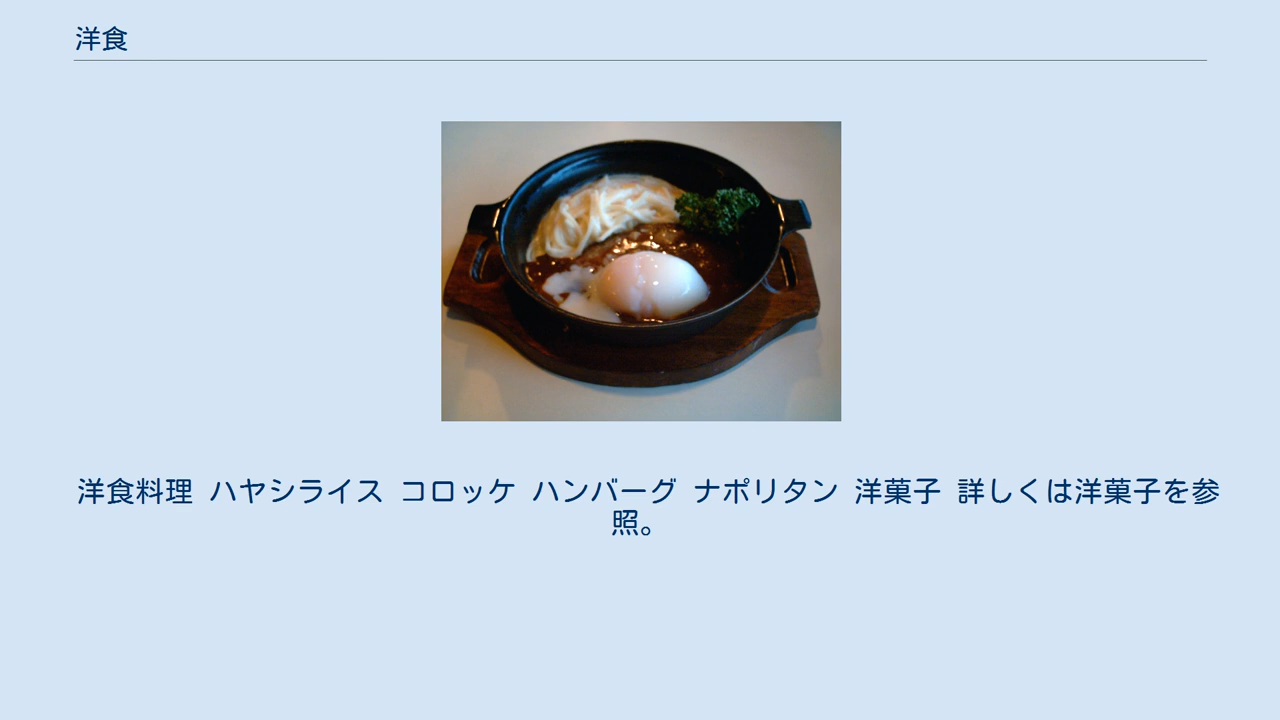 洋食
洋食料理 ハヤシライス コロッケ ハンバーグ ナポリタン 洋菓子 詳しくは洋菓子を参
照。